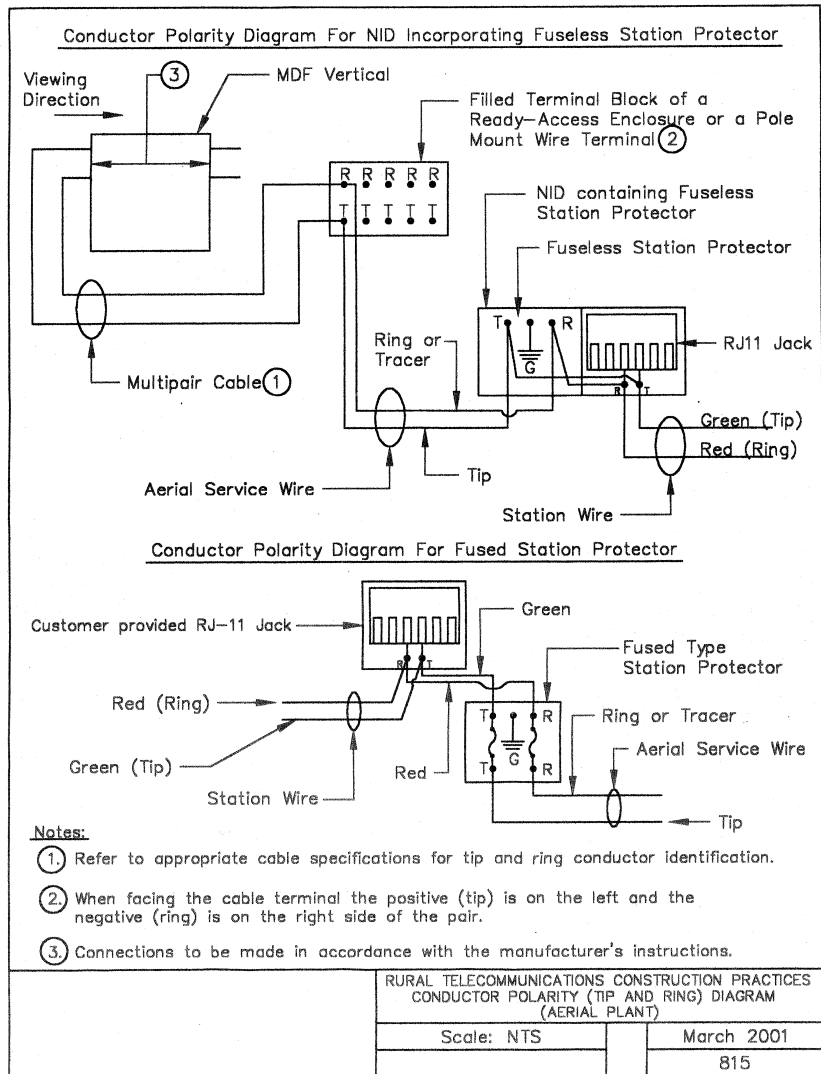 Conductor Polarity Diagram For NID Incorporating Fuseless Station Protector
Viewing
Direction
3
MDF Vertical
Filled Terminal Block of a
Ready-Access Enclosure or a Pole
Mount Wire Terminal 2
R R R R R
T T T T T
NID containing Fuseless
Station Protector
Fuseless Station Protector
T R
G
RJ11 Jack
R T
Ring or
Tracer
Multipair Cable 1
Green (Tip)
Red (Ring)
Aerial Service Wire
Tip
Station Wire
Conductor Polarity Diagram For Fused Station Protector
Green
Customer provided RJ-11 Jack
R T
Fused Type
Station Protector
Red (Ring)
T R
Ring or Tracer
G
Aerial Service Wire
Green (Tip)
Red
T R
Station Wire
Tip
Notes:
1. Refer to appropriate cable specifications for tip and ring conductor identification.
2. When facing the cable terminal the positive (tip) is on the left and the
negative (ring) is on the right side of the pair.
3. Connections to be made in accordance with the manufacturer's instructions.
RURAL TELECOMMUNICATIONS CONSTRUCTION PRACTICES
CONDUCTOR POLARITY (TIP AND RING) DIAGRAM
(AERIAL PLANT)
Scale: NTS
March 2001
815